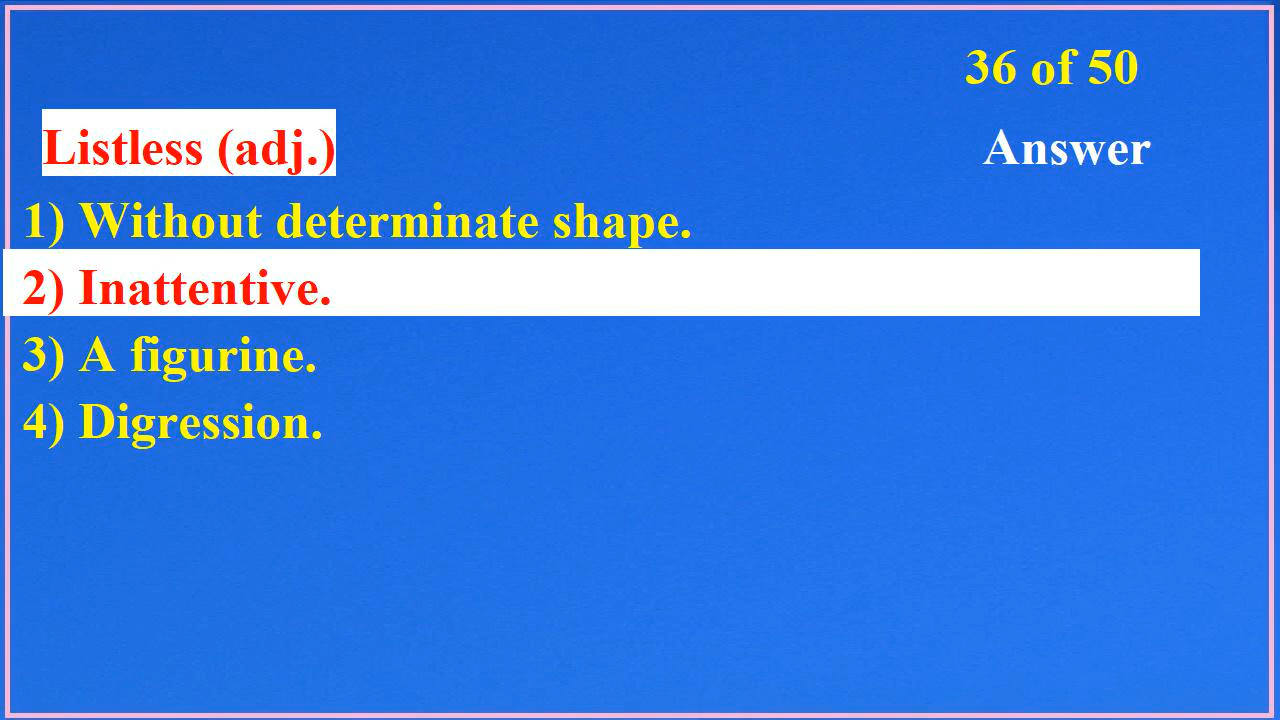 36 of 50
Listless (adj.)
Answer
1) Without determinate shape.
2) Inattentive.
3) A figurine.
4) Digression.